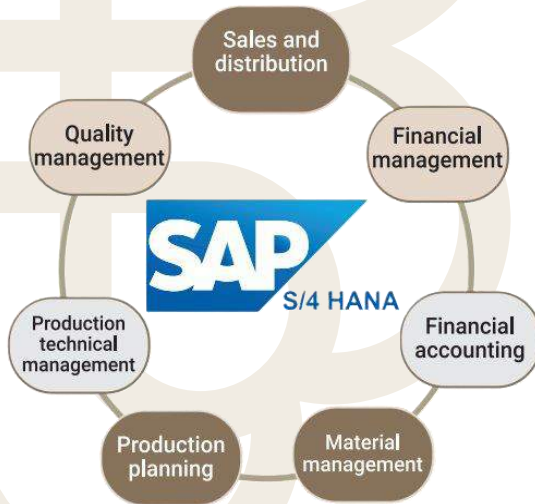 Sales and
distribution
Quality
management
Financial
management
SAP
S/4 HANA
Production
technical
management
Financial
accounting
Production
planning
Material
management